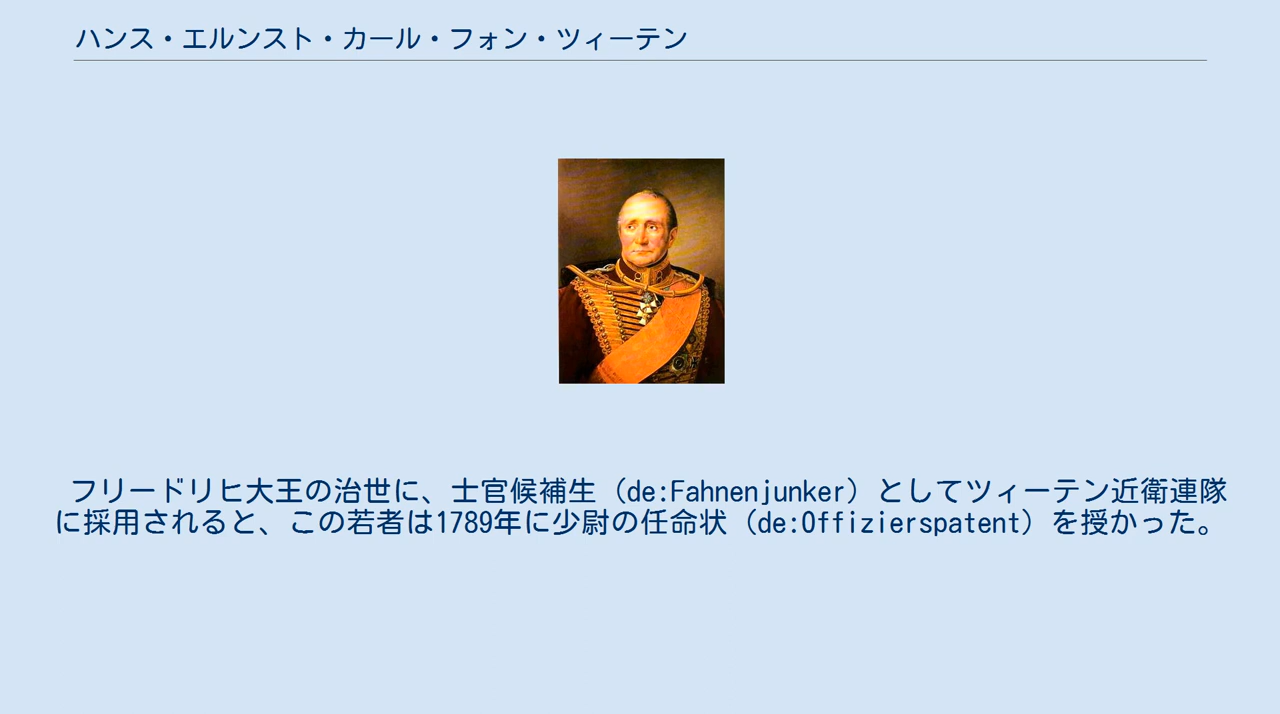 ハンス・エルンスト・カール・フォン・ツィーテン
フリードリヒ大王の治世に、士官候補生（de:Fahnenjunker）としてツィーテン近衛連隊
に採用されると、この若者は1789年に少尉の任命状（de:Offizierspatent）を授かった。